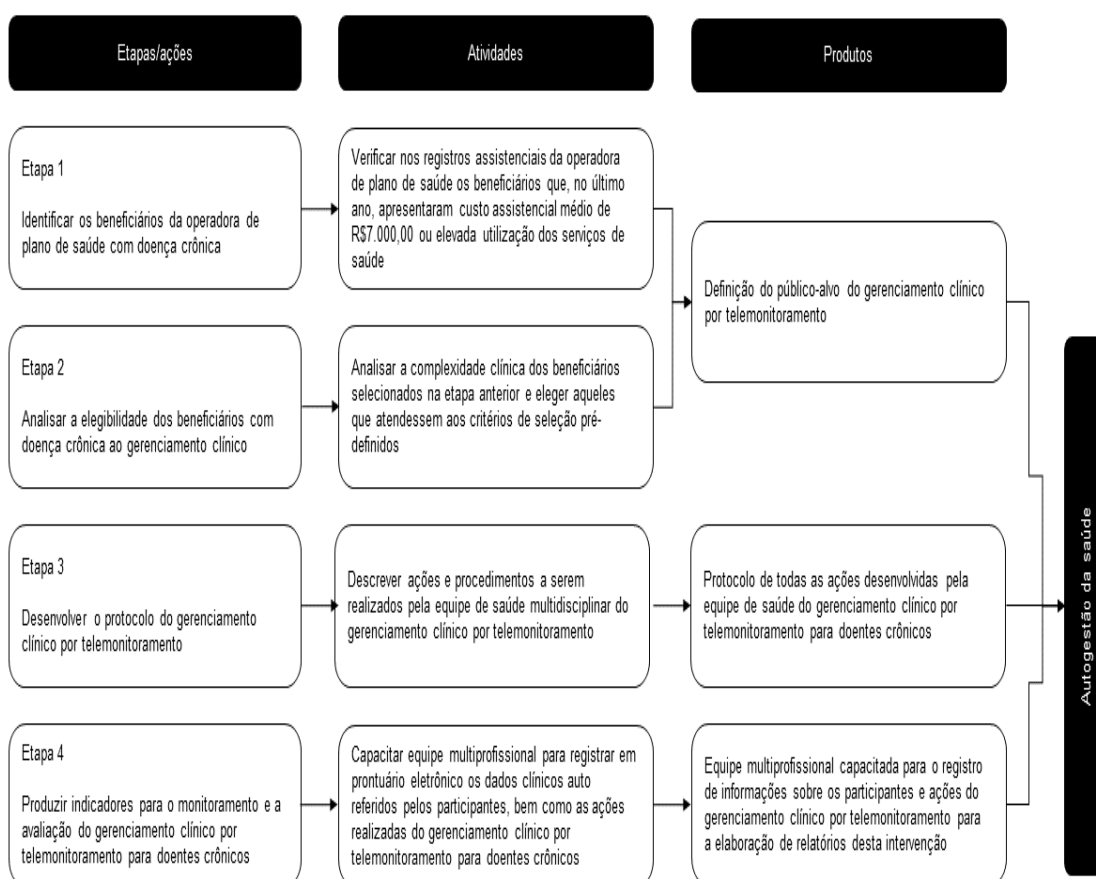 Etapas/ações
Atividades
Produtos
Etapa 1
Identificar os beneficiários da operadora de
plano de saúde com doença crônica
Verificar nos registros assistenciais da operadora
de plano de saúde os beneficiários que, no último
ano, apresentaram custo assistencial médio de
R$7.000,00 ou elevada utilização dos serviços de
saúde
Definição do público-alvo do gerenciamento clínico
por telemonitoramento
Etapa 2
Analisar a elegibilidade dos beneficiários com
doença crônica ao gerenciamento clínico
Analisar a complexidade clínica dos beneficiários
selecionados na etapa anterior e eleger aqueles
que atendessem aos critérios de seleção pré-
definidos
Etapa 3
Desenvolver o protocolo do gerenciamento
clínico por telemonitoramento
Descrever ações e procedimentos a serem
realizados pela equipe de saúde multidisciplinar do
gerenciamento clínico por telemonitoramento
Protocolo de todas as ações desenvolvidas pela
equipe de saúde do gerenciamento clínico por
telemonitoramento para doentes crônicos
Etapa 4
Produzir indicadores para o monitoramento e a
avaliação do gerenciamento clínico por
telemonitoramento para doentes crônicos
Capacitar equipe multiprofissional para registrar em
prontuário eletrônico os dados clínicos auto
referidos pelos participantes, bem como as ações
realizadas do gerenciamento clínico por
telemonitoramento para doentes crônicos
Equipe multiprofissional capacitada para o registro
de informações sobre os participantes e ações do
gerenciamento clínico por telemonitoramento para
a elaboração de relatórios desta intervenção
Autogestão da saúde